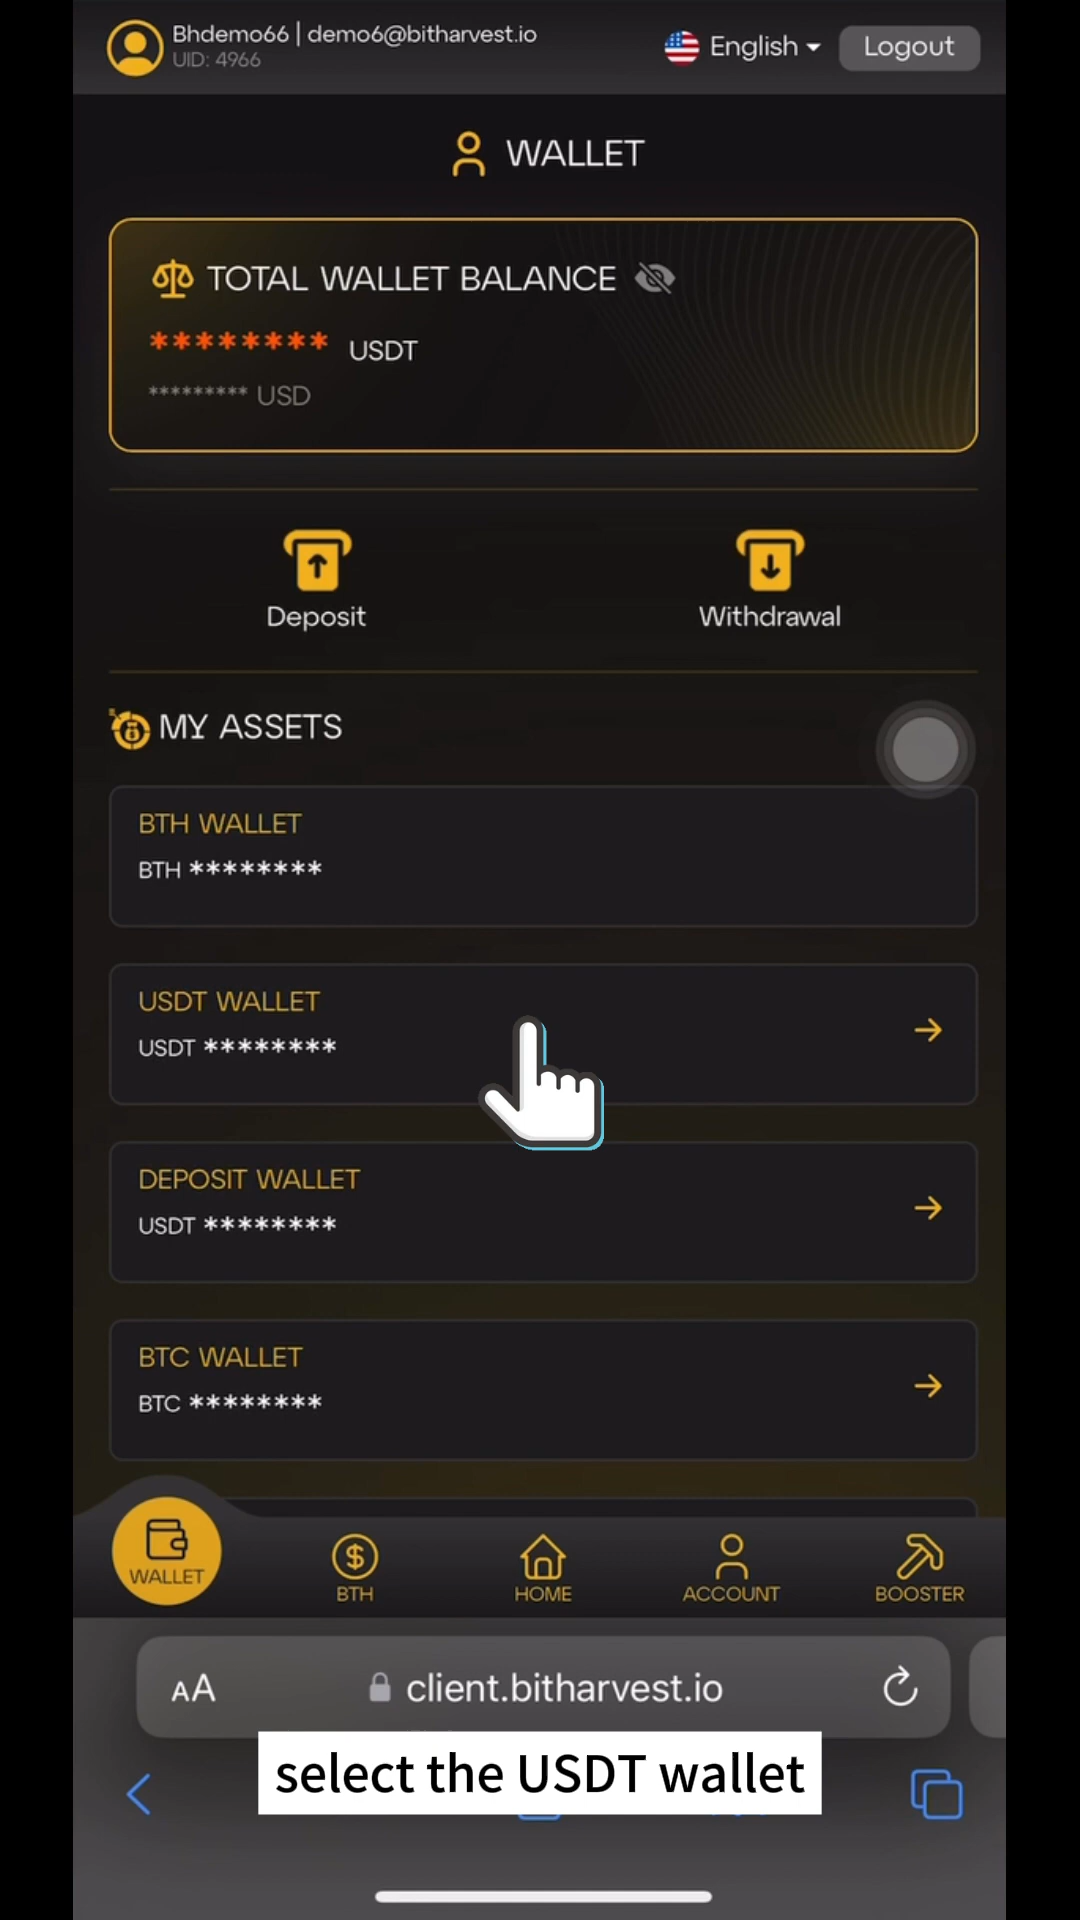 Bhdemo66 | demo6@bitharvest.io
UID: 4966
English
Logout
WALLET
TOTAL WALLET BALANCE
******** USDT
********* USD
Deposit
Withdrawal
MY ASSETS
BTH WALLET
BTH ********
USDT WALLET
USDT ********
DEPOSIT WALLET
USDT ********
BTC WALLET
BTC ********
WALLET
BTH
HOME
ACCOUNT
BOOSTER
AA
client.bitharvest.io
select the USDT wallet